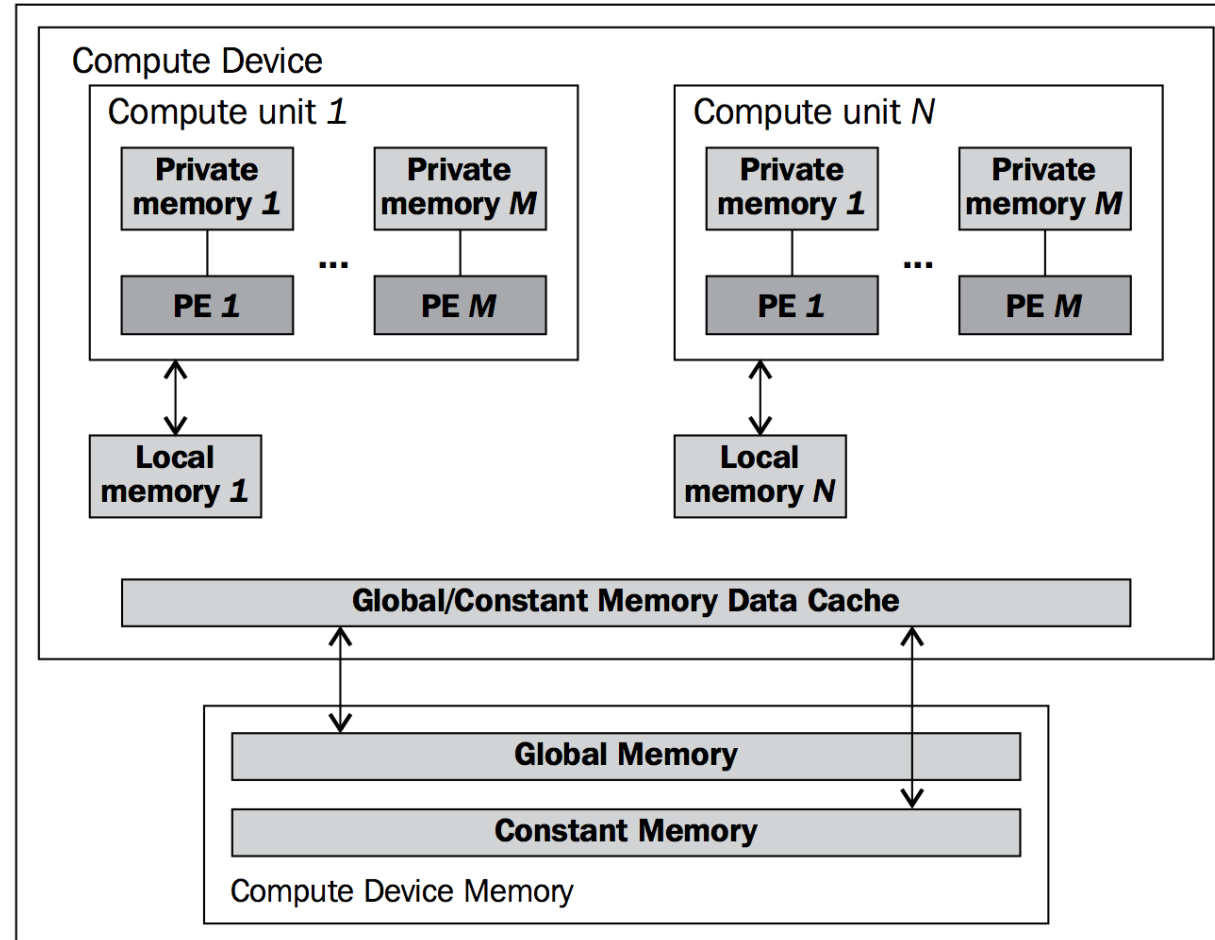 Compute Device
Compute unit 1
Compute unit N
Private
memory 1
Private
memory M
Private
memory 1
Private
memory M
...
...
PE 1
PE M
PE 1
PE M
Local
memory 1
Local
memory N
Global/Constant Memory Data Cache
Global Memory
Constant Memory
Compute Device Memory